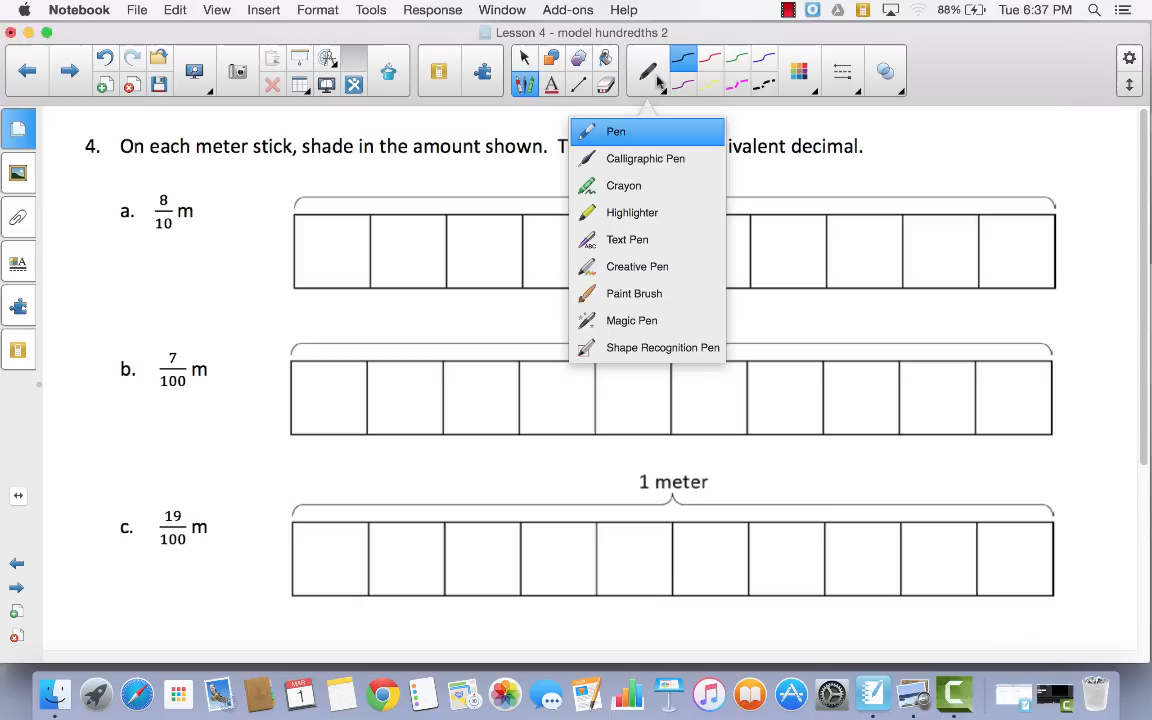 Notebook File Edit View Insert Format Tools Response Window Add-ons Help 88% Tue 6:37 PM
Lesson 4 - model hundredths 2
A
Pen
Calligraphic Pen
Crayon
Highlighter
Text Pen
Creative Pen
Paint Brush
Magic Pen
Shape Recognition Pen
4. On each meter stick, shade in the amount shown. T ivalent decimal.
a. 8/10 m
b. 7/100 m
1 meter
c. 19/100 m
MAR
1